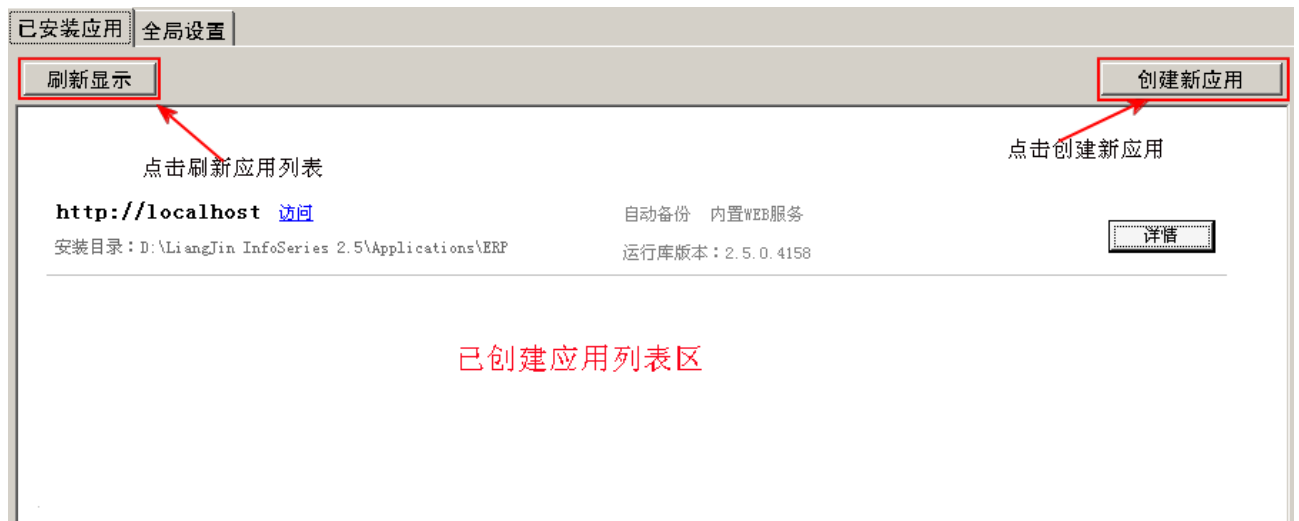 已安装应用 全局设置
刷新显示 创建新应用
点击刷新应用列表 点击创建新应用
http://localhost 访问 自动备份 内置WEB服务
安装目录：D:\LiangJin InfoSeries 2.5\Applications\ERP 运行库版本：2.5.0.4158 详情
已创建应用列表区